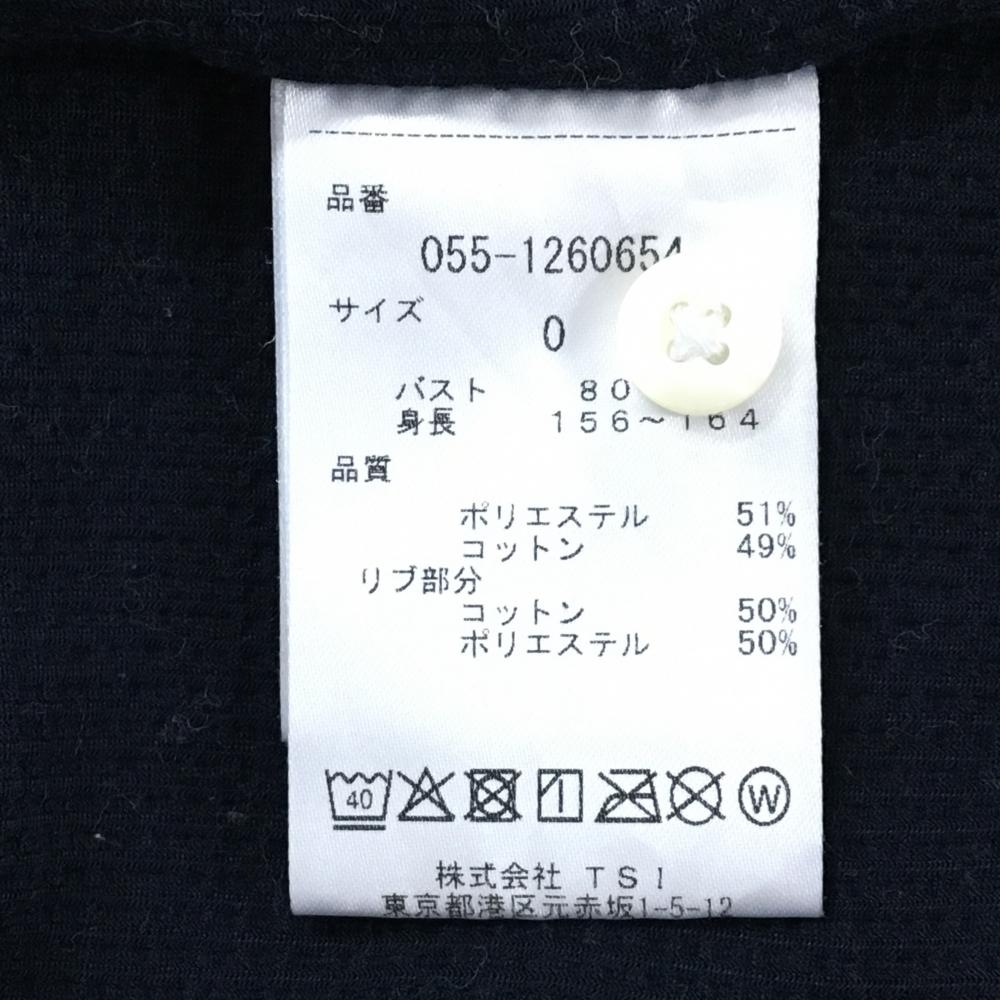 品番
055-1260654
サイズ
0
バスト 80
身長 156~164
品質
ポリエステル 51%
コットン 49%
リブ部分
コットン 50%
ポリエステル 50%
40
W
株式会社 TSI
東京都港区元赤坂1-5-12